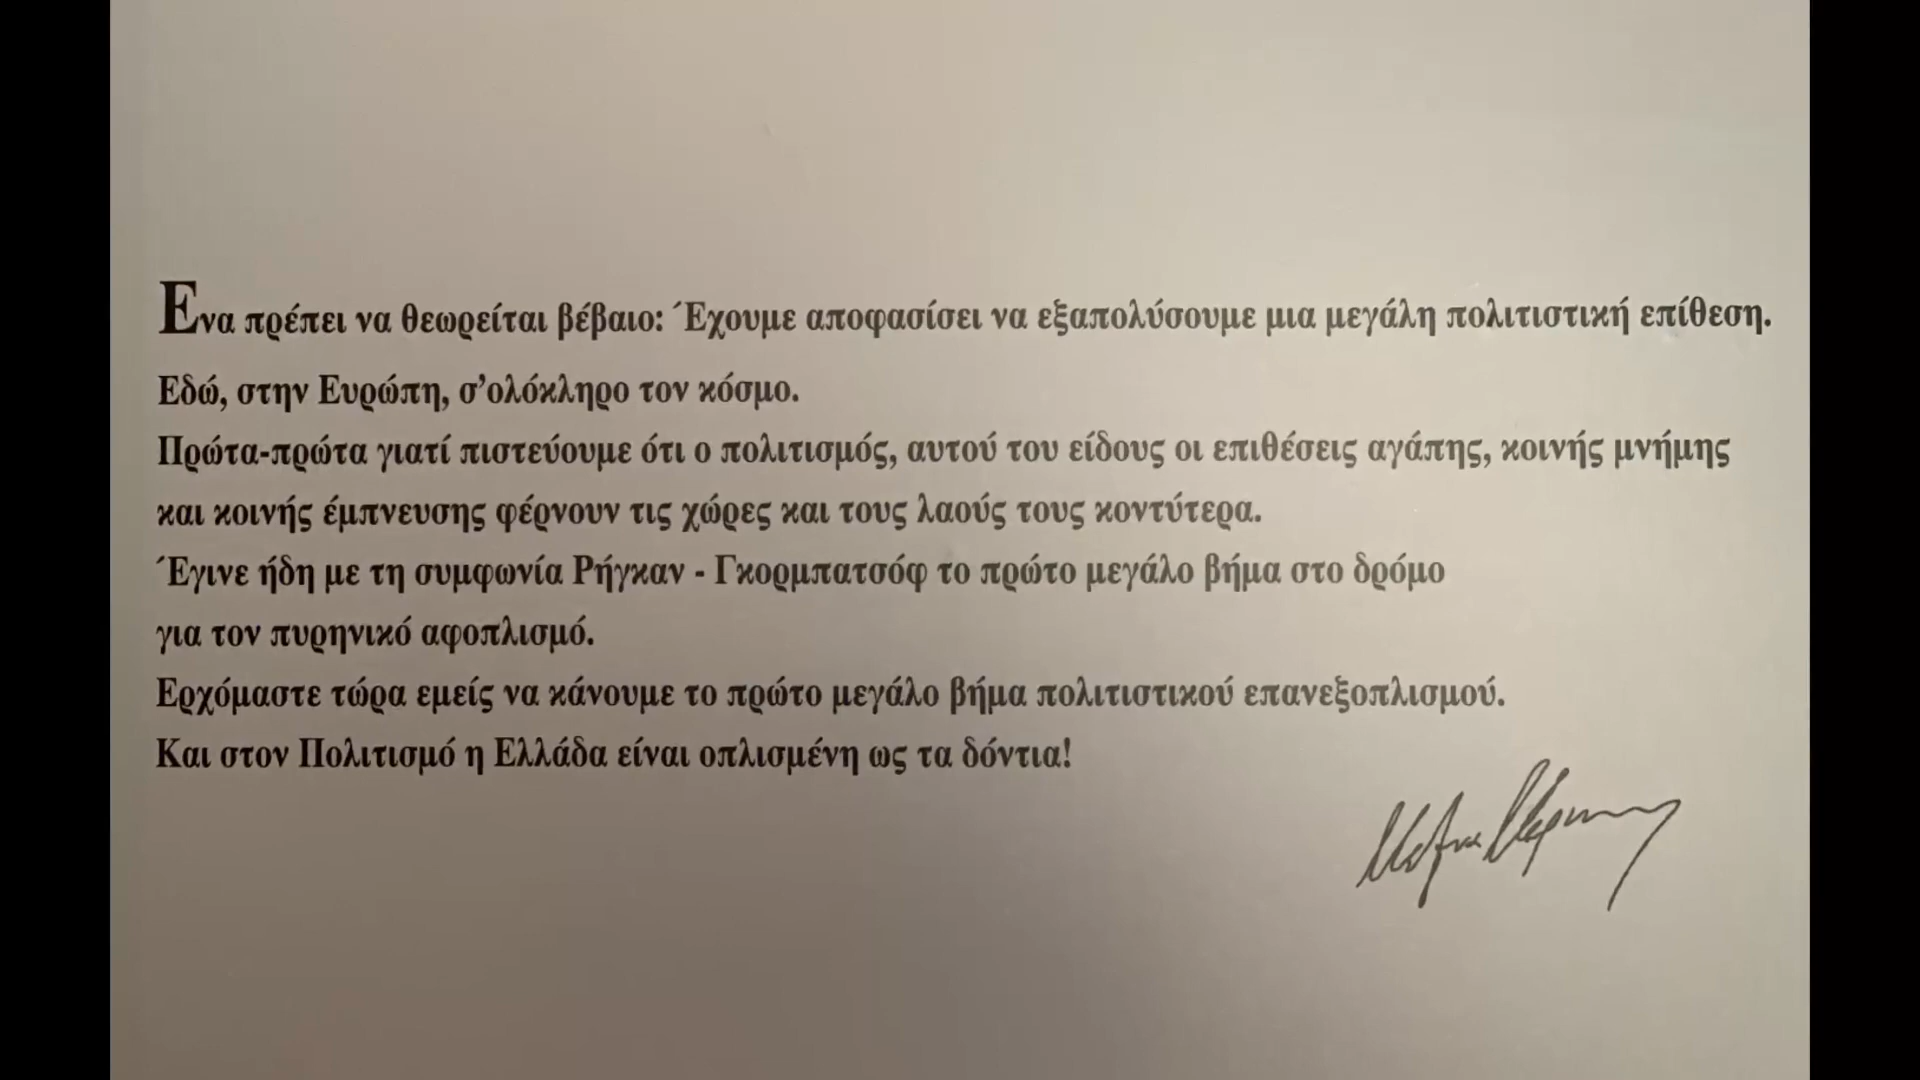 Ενα πρέπει να θεωρείται βέβαιο: Έχουμε αποφασίσει να εξαπολύσουμε μια μεγάλη πολιτιστική επίθεση.
Εδώ, στην Ευρώπη, σ’ολόκληρο τον κόσμο.
Πρώτα-πρώτα γιατί πιστεύουμε ότι ο πολιτισμός, αυτού του είδους οι επιθέσεις αγάπης, κοινής μνήμης
και κοινής έμπνευσης φέρνουν τις χώρες και τους λαούς τους κοντύτερα.
Έγινε ήδη με τη συμφωνία Ρήγκαν - Γκορμπατσόφ το πρώτο μεγάλο βήμα στο δρόμο
για τον πυρηνικό αφοπλισμό.
Ερχόμαστε τώρα εμείς να κάνουμε το πρώτο μεγάλο βήμα πολιτιστικού επανεξοπλισμού.
Και στον Πολιτισμό η Ελλάδα είναι οπλισμένη ως τα δόντια!